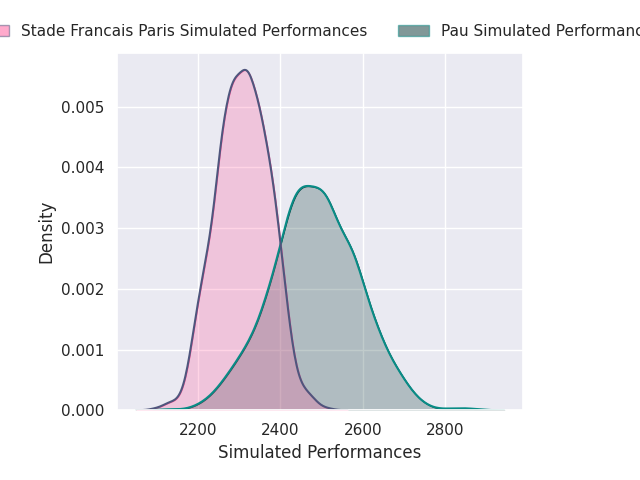 Stade Francais Paris Simulated Performances Pau Simulated
0.005
0.004
0.003
0.002
0.001
0.000
Density
2200 2400 2600 2800
Simulated Performances